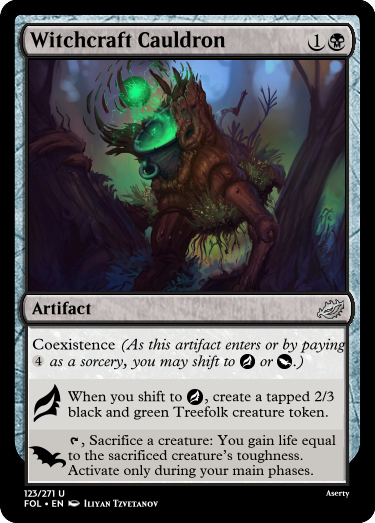 Witchcraft Cauldron 1
Artifact
Coexistence (As this artifact enters or by paying
4 as a sorcery, you may shift to or .)
When you shift to , create a tapped 2/3
black and green Treefolk creature token.
, Sacrifice a creature: You gain life equal
to the sacrificed creature's toughness.
Activate only during your main phases.
123/271 U
Aserty
FOL • EN Iliyan Tzvetanov